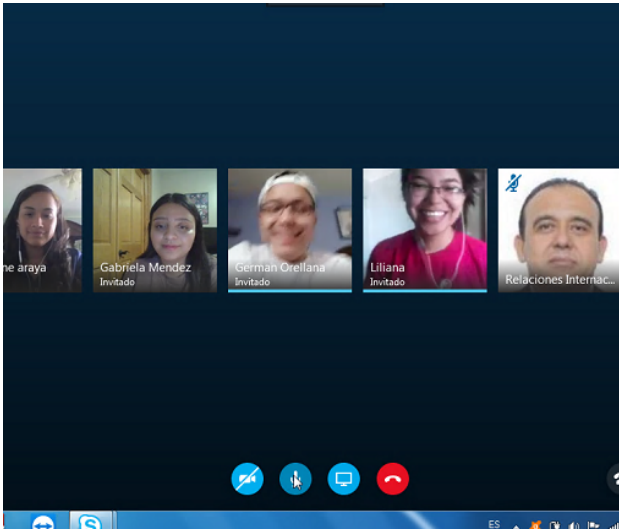 ne araya
Gabriela Mendez
Invitado
German Orellana
Invitado
Liliana
Invitado
Relaciones Internac...
ES